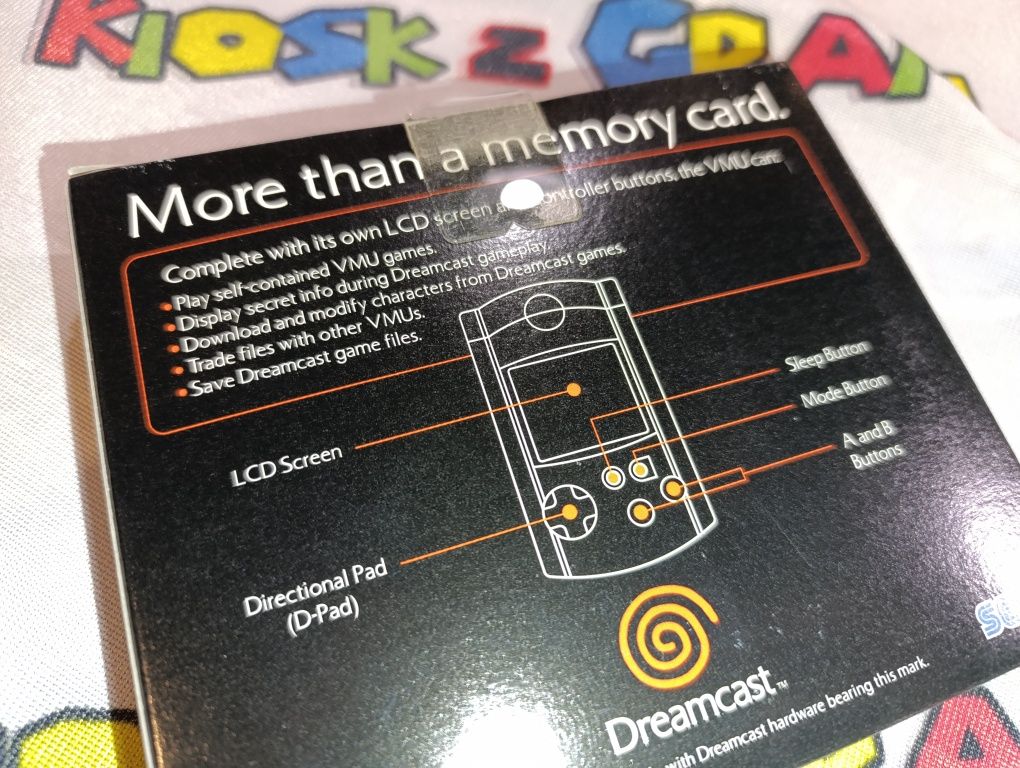 KIOSK Z GRA
More than a memory card.
Complete with its own LCD screen and controller buttons, the VMU can:
• Play self-contained VMU games.
• Display secret info during Dreamcast gameplay.
• Download and modify characters from Dreamcast games.
• Trade files with other VMUs.
• Save Dreamcast game files.
Sleep Button
Mode Button
A and B
Buttons
LCD Screen
Directional Pad
(D-Pad)
Dreamcast™
with Dreamcast hardware bearing this mark.